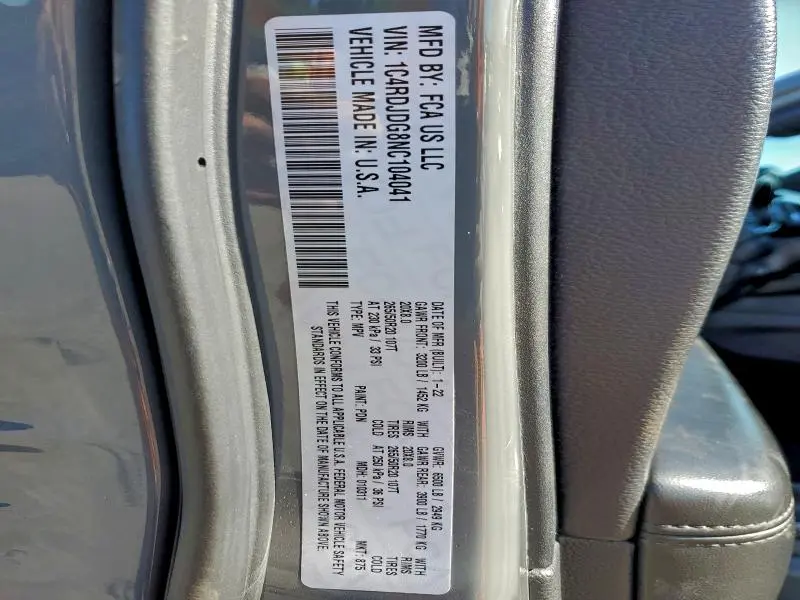 MFD BY: FCA US LLC
VIN: 1C4RDJDG8NC104041
VEHICLE MADE IN: U.S.A.
DATE OF MFR (BUILT): 1-22 GVWR: 6500 LB / 2949 KG
GAWR FRONT: 3200 LB / 1452 KG WITH GAWR REAR: 3900 LB / 1770 KG WITH
20X8.0 RIMS 20X8.0 RIMS
265/50R20 107T TIRES 265/50R20 107T TIRES
AT 230 kPa / 33 PSI COLD AT 250 kPa / 36 PSI COLD
TYPE: MPV PAINT: PDN MDH: 010311 MKT: 875
THIS VEHICLE CONFORMS TO ALL APPLICABLE U.S.A. FEDERAL MOTOR VEHICLE SAFETY
STANDARDS IN EFFECT ON THE DATE OF MANUFACTURE SHOWN ABOVE.